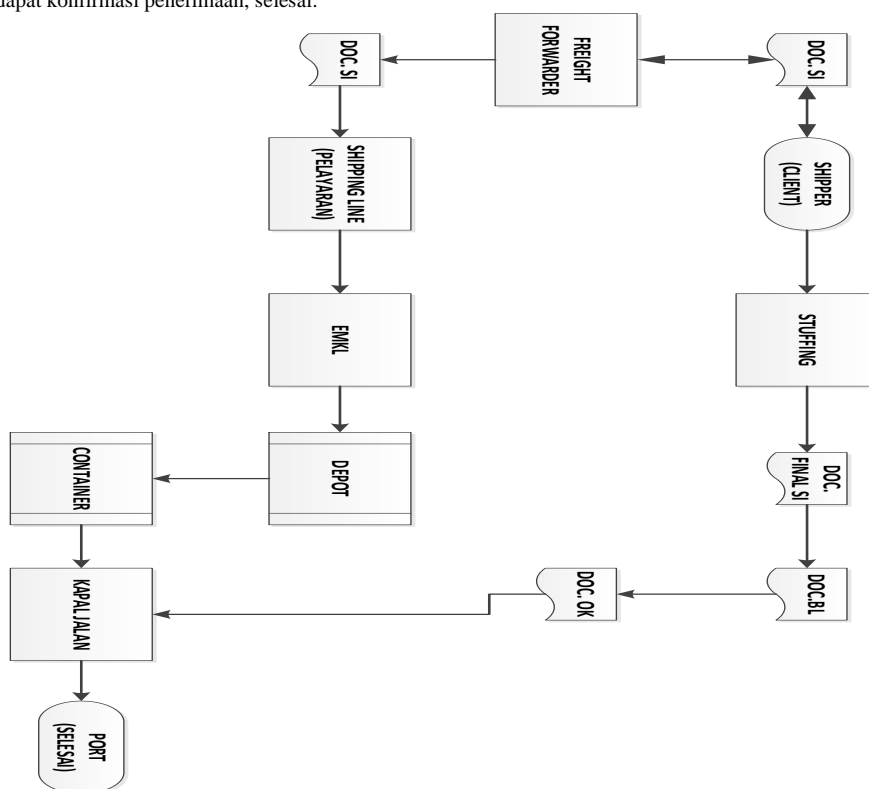 dapat konfirmasi penerimaan, selesai.
DOC. SI
FREIGHT
FORWARDER
DOC. SI
SHIPPER
(CLIENT)
SHIPPING LINE
(PELAYARAN)
STUFFING
EMKL
DOC.
FINAL SI
DEPOT
CONTAINER
DOC.BL
DOC. OK
KAPAL JALAN
PORT
(SELESAI)